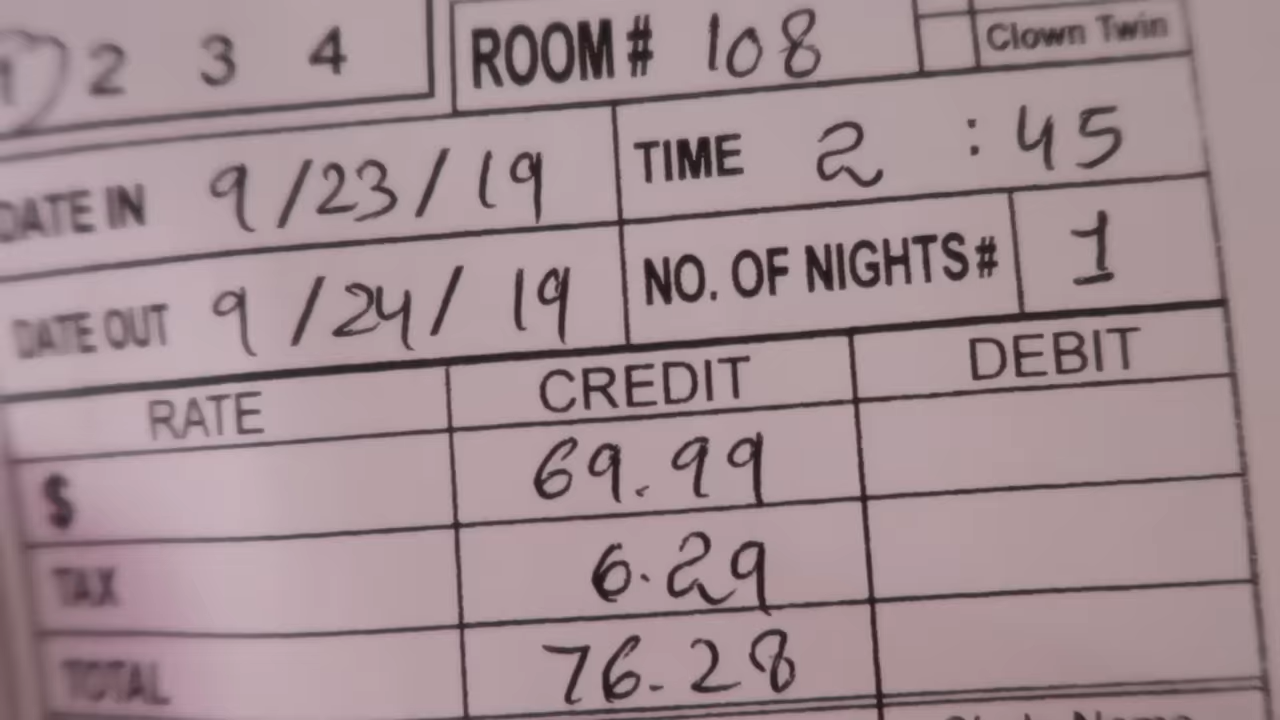 1 2 3 4 ROOM # 108 Clown Twin
DATE IN 9/23/19 TIME 2:45
DATE OUT 9/24/19 NO. OF NIGHTS# 1
RATE CREDIT DEBIT
$ 69.99
TAX 6.29
TOTAL 76.28